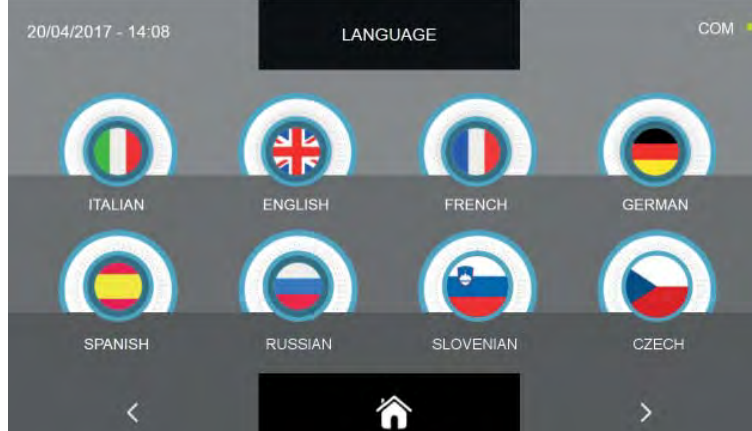 20/04/2017 - 14:08 LANGUAGE COM
ITALIAN ENGLISH FRENCH GERMAN
SPANISH RUSSIAN SLOVENIAN CZECH